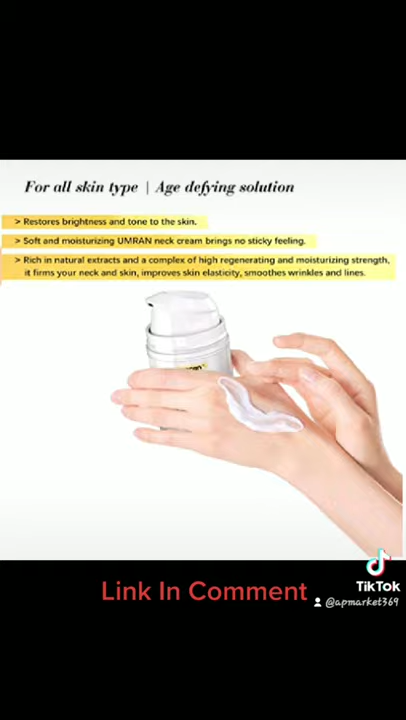 For all skin type | Age defying solution
> Restores brightness and tone to the skin.
> Soft and moisturizing UMRAN neck cream brings no sticky feeling.
> Rich in natural extracts and a complex of high regenerating and moisturizing strength,
it firms your neck and skin, improves skin elasticity, smoothes wrinkles and lines.
Link In Comment
TikTok
@apmarket369